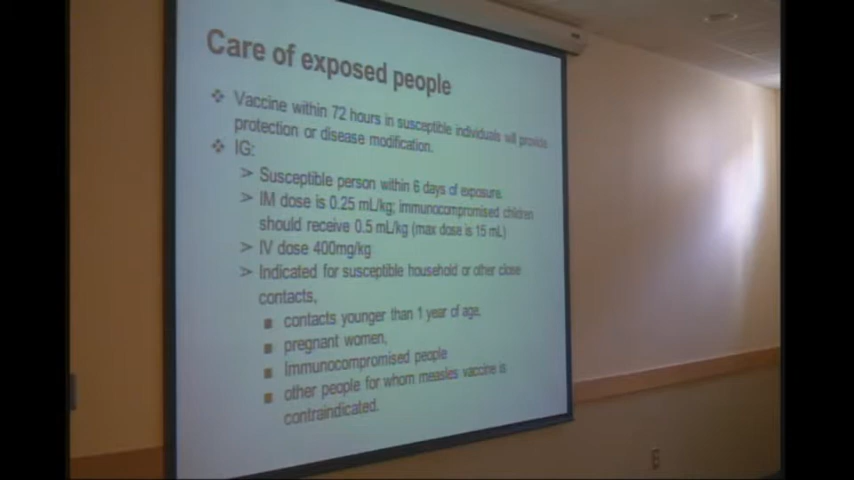 Care of exposed people
❖ Vaccine within 72 hours in susceptible individuals will provide
protection or disease modification.
❖ IG:
➢ Susceptible person within 6 days of exposure.
➢ IM dose is 0.25 mL/kg; immunocompromised children
should receive 0.5 mL/kg (max dose is 15 mL)
➢ IV dose 400mg/kg
➢ Indicated for susceptible household or other close
contacts,
■ contacts younger than 1 year of age,
■ pregnant women,
■ Immunocompromised people
■ other people for whom measles vaccine is
contraindicated.